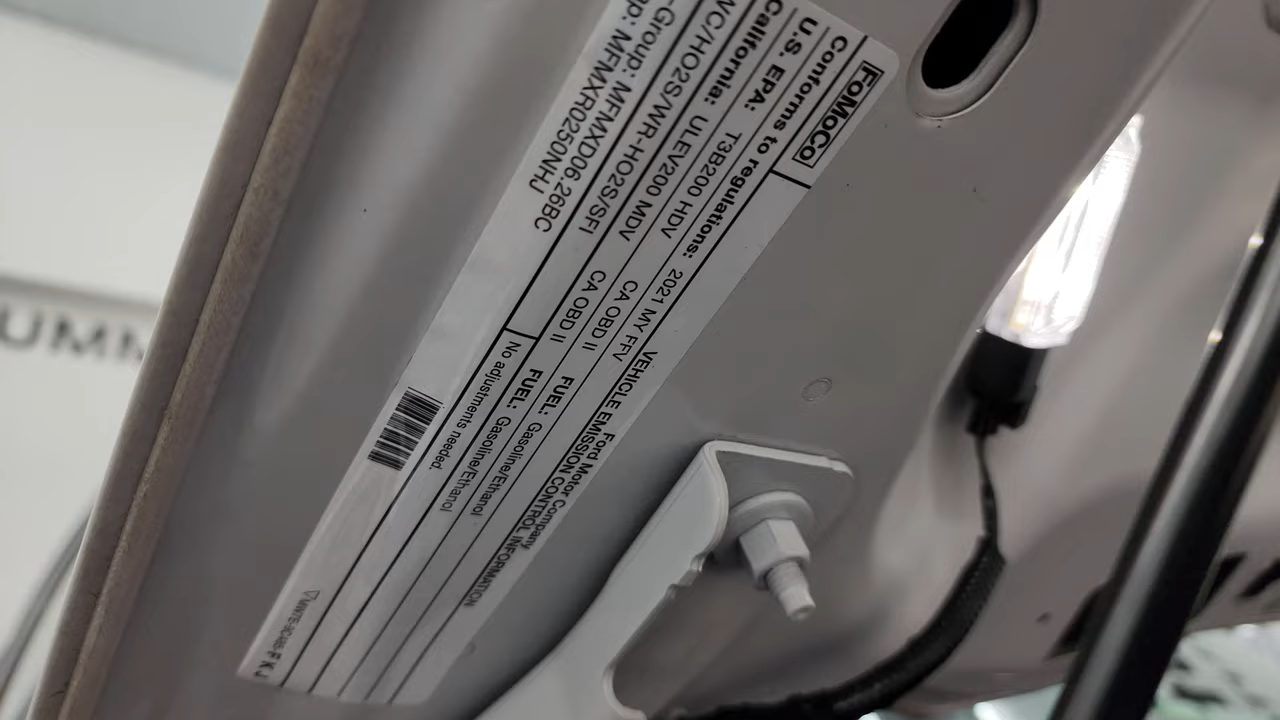 FoMoCo
Ford Motor Company
VEHICLE EMISSION CONTROL INFORMATION
Conforms to regulations: 2021 MY FFV
U.S. EPA: T3B200 HDV CA OBD II FUEL: Gasoline/Ethanol
California: ULEV200 MDV CA OBD II FUEL: Gasoline/Ethanol
WC/HO2S/WR-HO2S/SFI No adjustments needed.
-Group: MFMXD06.26BC
p: MFMXR0250NHJ
FKJ
UMM